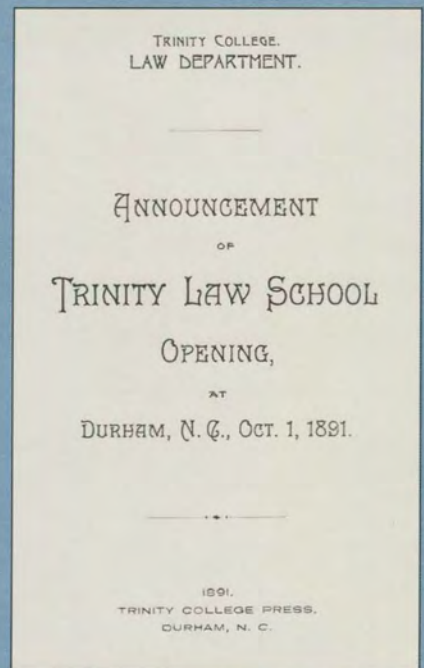 TRINITY COLLEGE.
LAW DEPARTMENT.
ANNOUNCEMENT
OF
TRINITY LAW SCHOOL
OPENING,
AT
DURHAM, N. C., OCT. 1, 1891.
1891.
TRINITY COLLEGE PRESS.
DURHAM, N. C.